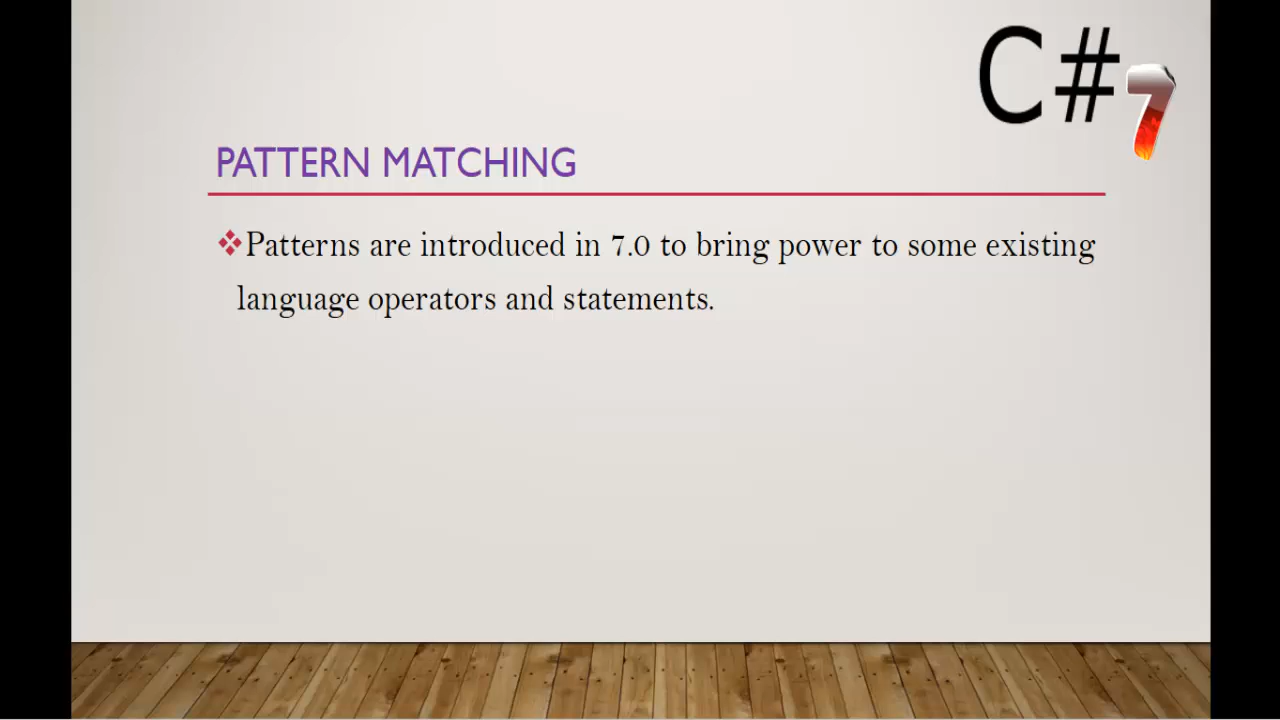 C#7
PATTERN MATCHING
❖Patterns are introduced in 7.0 to bring power to some existing
language operators and statements.